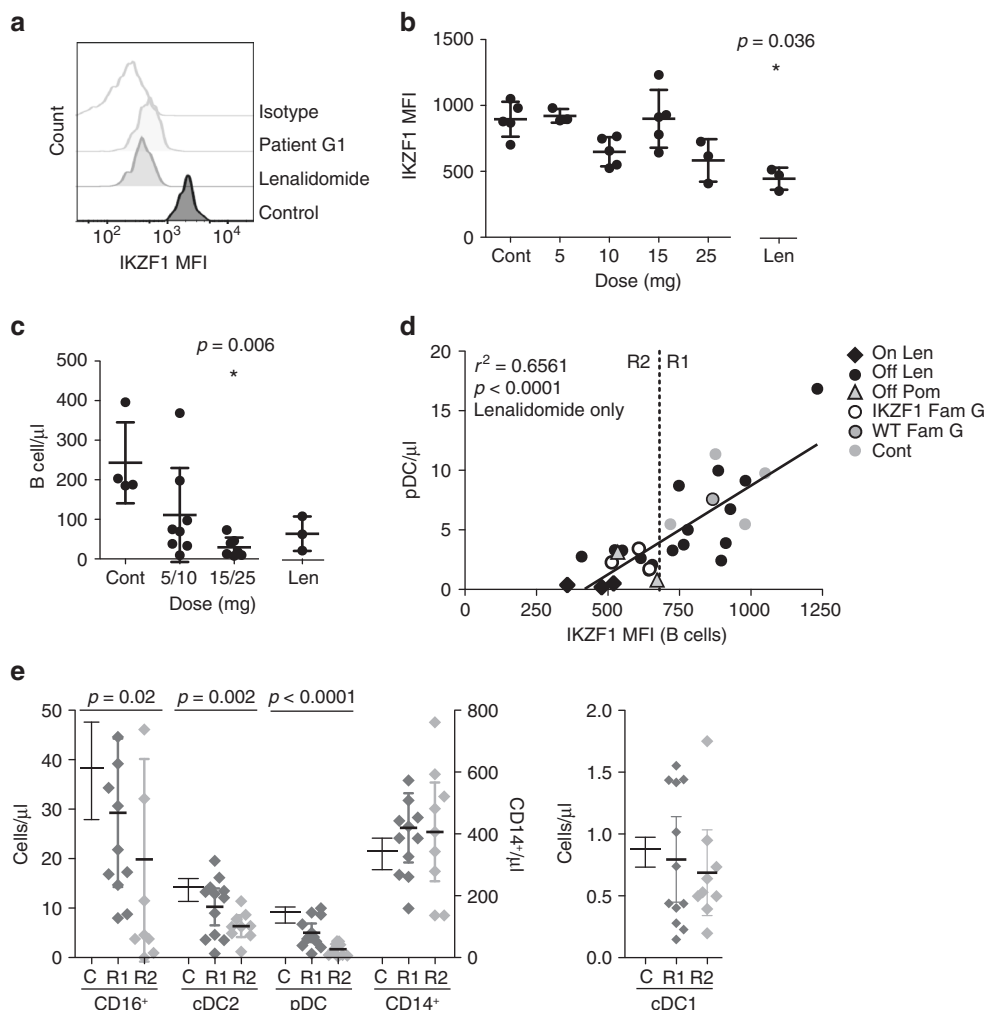 a
Count
Isotype
Patient G1
Lenalidomide
Control
10² 10³ 10⁴
IKZF1 MFI
b
p = 0.036
*
IKZF1 MFI
1500
1000
500
0
Cont 5 10 15 25 Len
Dose (mg)
c
p = 0.006
*
B cell/µl
500
400
300
200
100
0
Cont 5/10 15/25 Len
Dose (mg)
d
r² = 0.6561
p < 0.0001
Lenalidomide only
R2 R1
pDC/µl
20
15
10
5
0
0 250 500 750 1000 1250
IKZF1 MFI (B cells)
On Len
Off Len
Off Pom
IKZF1 Fam G
WT Fam G
Cont
e
p = 0.02 p = 0.002 p < 0.0001
Cells/µl
50
40
30
20
10
0
800
600
400
200
0
CD14⁺/µl
C R1 R2 C R1 R2 C R1 R2 C R1 R2
CD16⁺ cDC2 pDC CD14⁺
Cells/µl
2.0
1.5
1.0
0.5
0.0
C R1 R2
cDC1